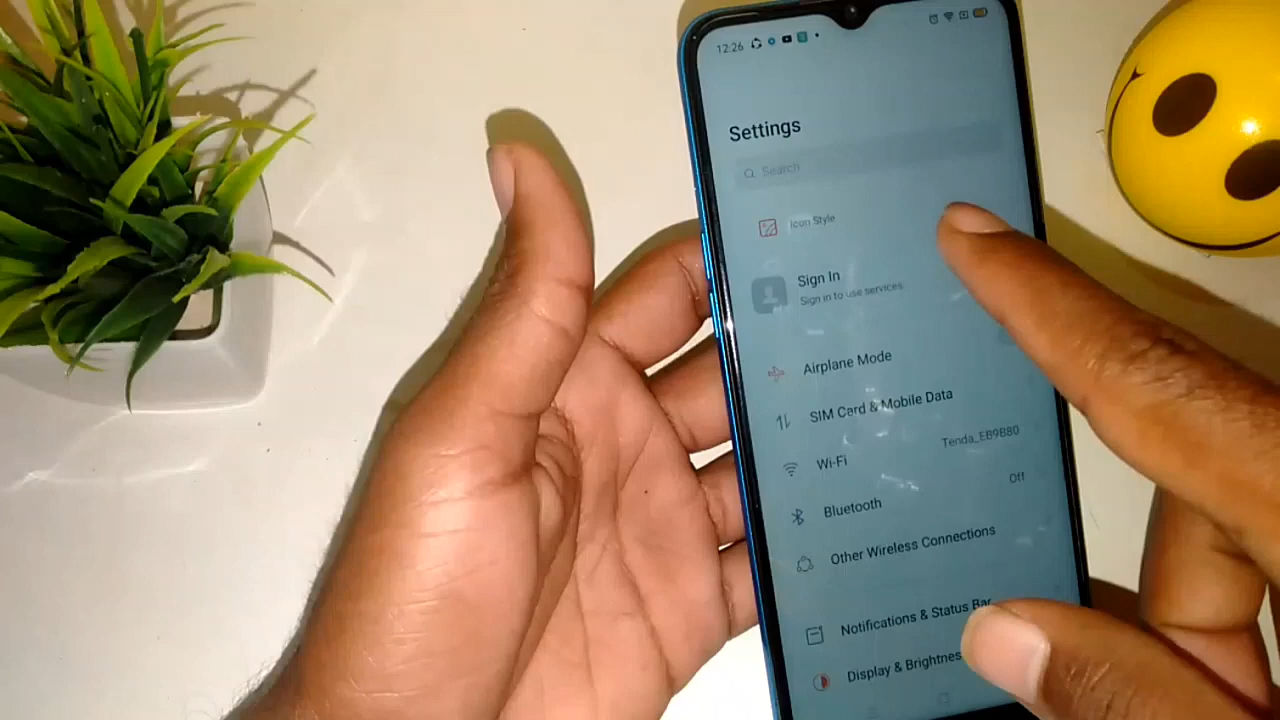 12:26
Settings
Search
Icon Style
Sign In
Sign in to use services
Airplane Mode
SIM Card & Mobile Data
Wi-Fi Tenda_EB9B80
Bluetooth Off
Other Wireless Connections
Notifications & Status Bar
Display & Brightnes